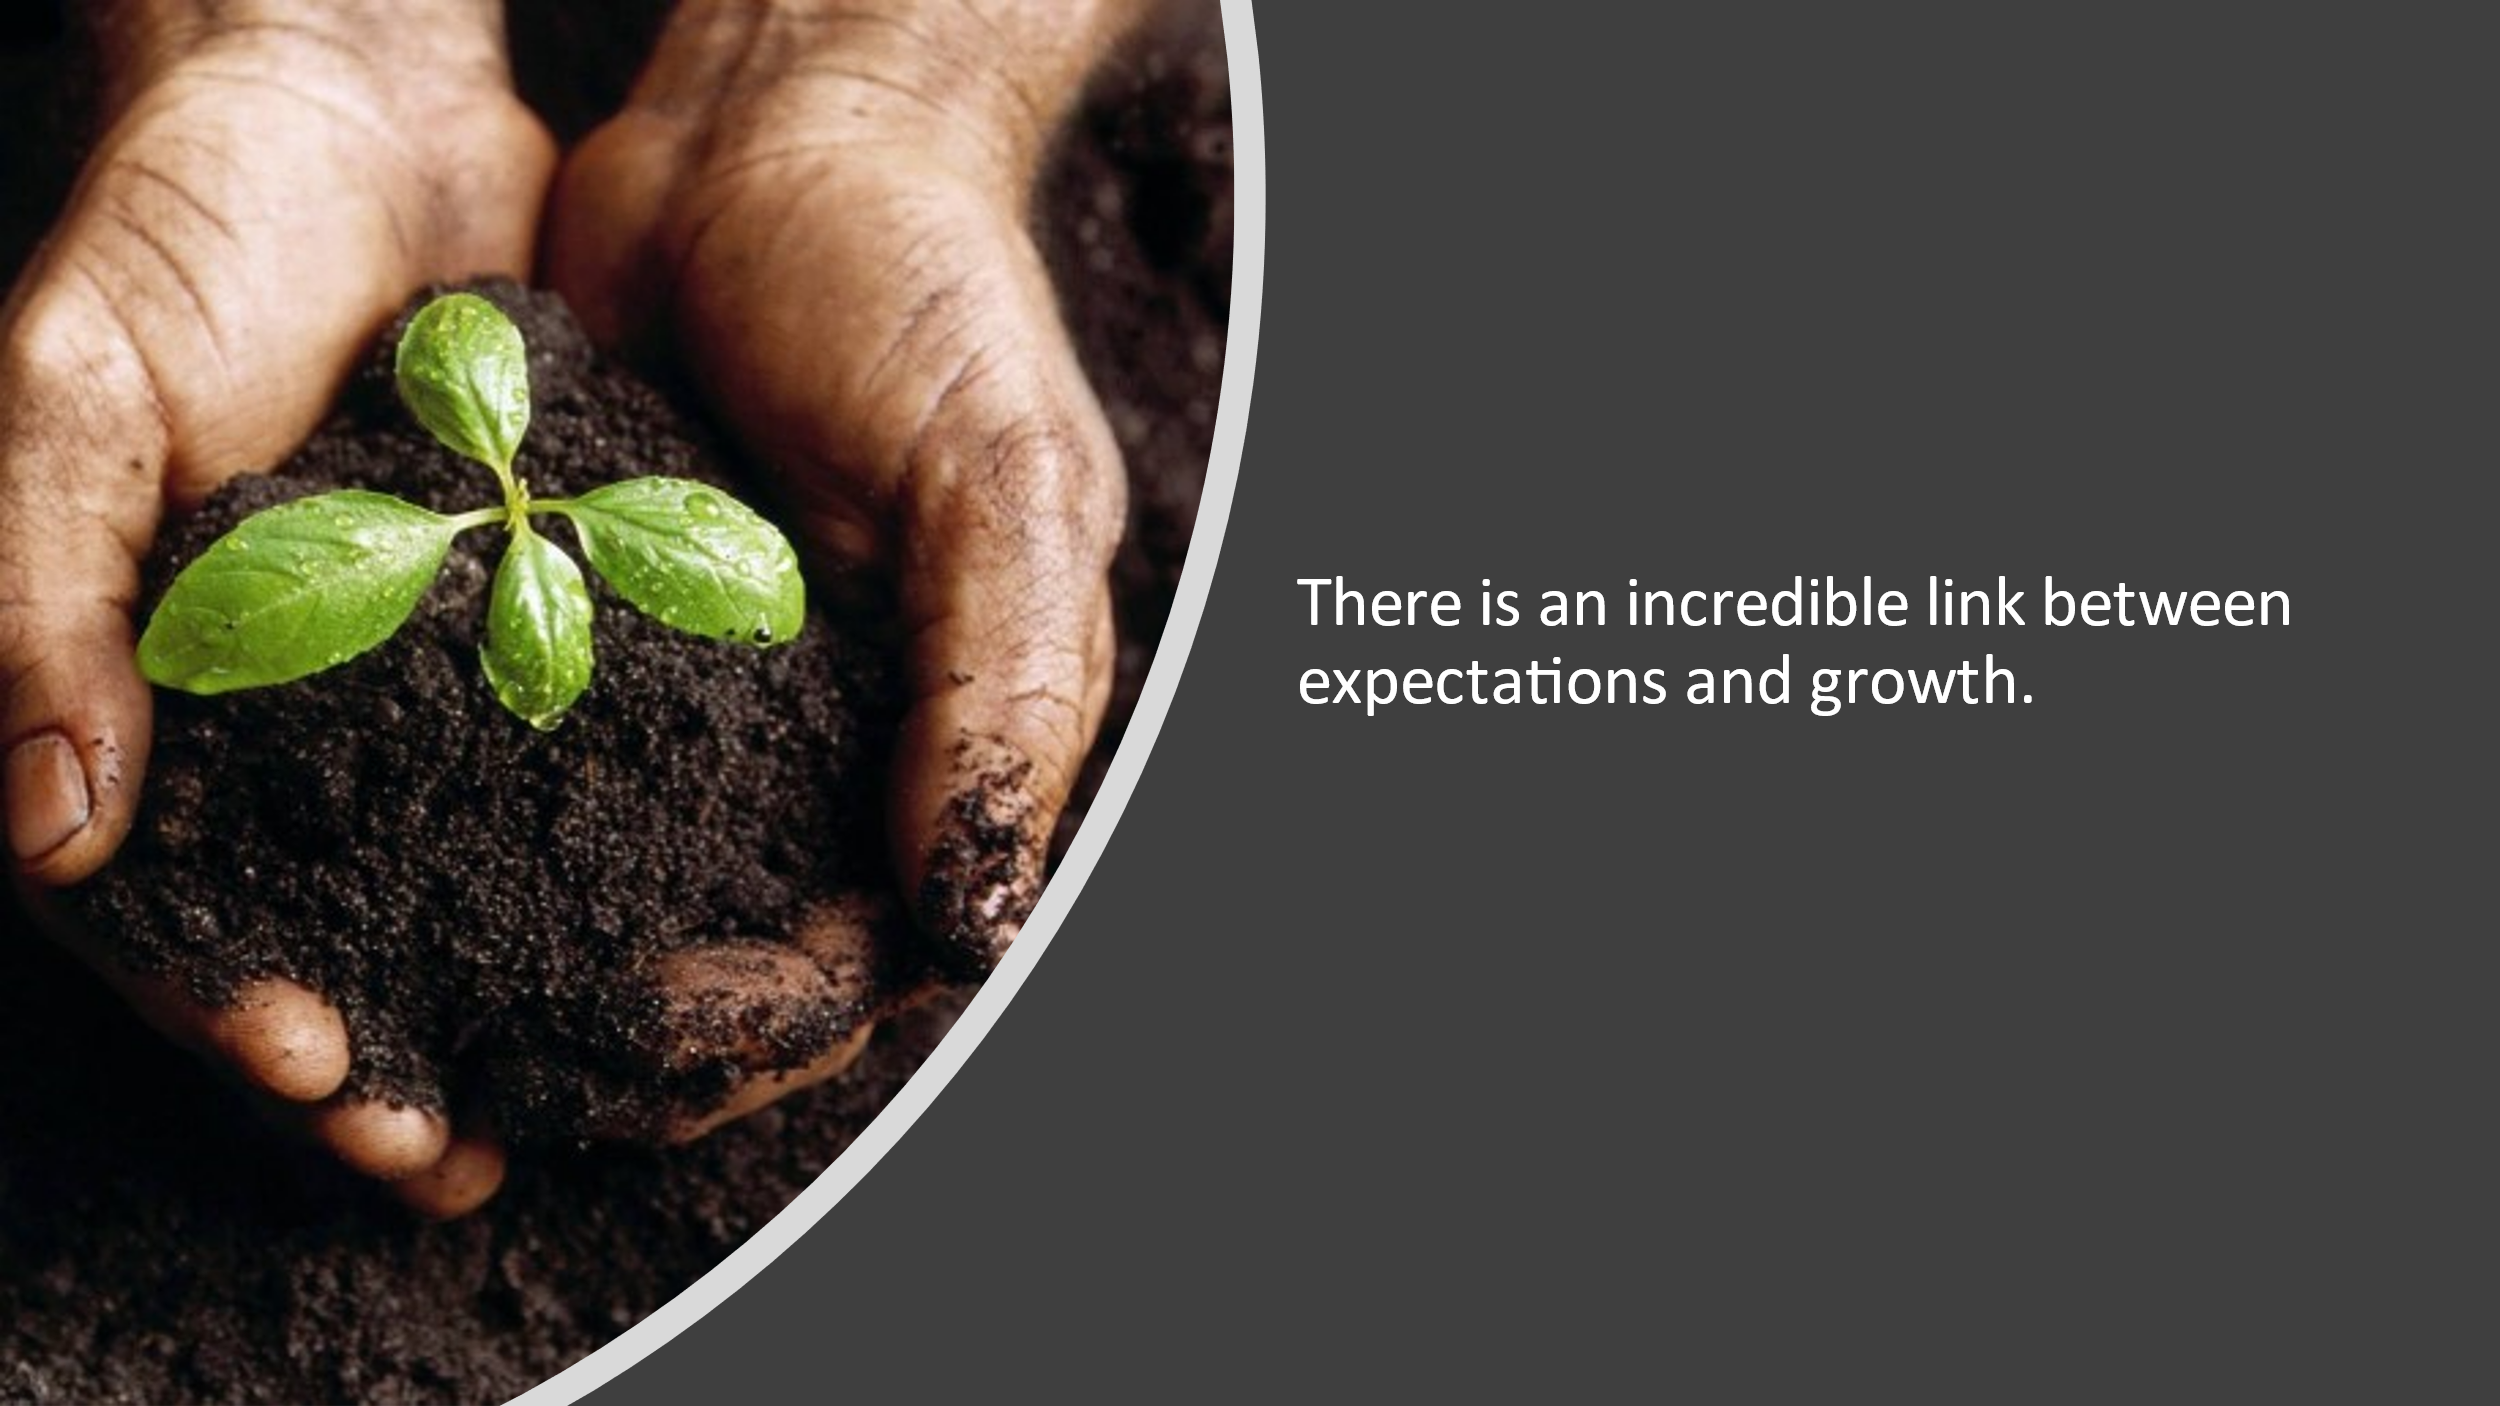 There is an incredible link between
expectations and growth.